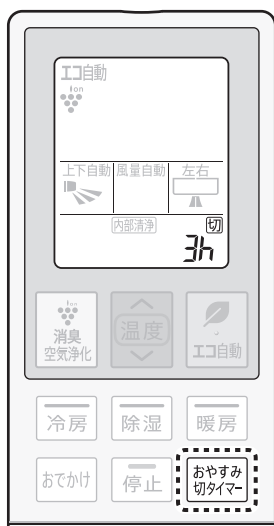 エコ自動
ion
上下自動 風量自動 左右
内部清浄 切
3h
ion
消臭
空気浄化
温度
エコ自動
冷房 除湿 暖房
おでかけ 停止 おやすみ
切タイマー